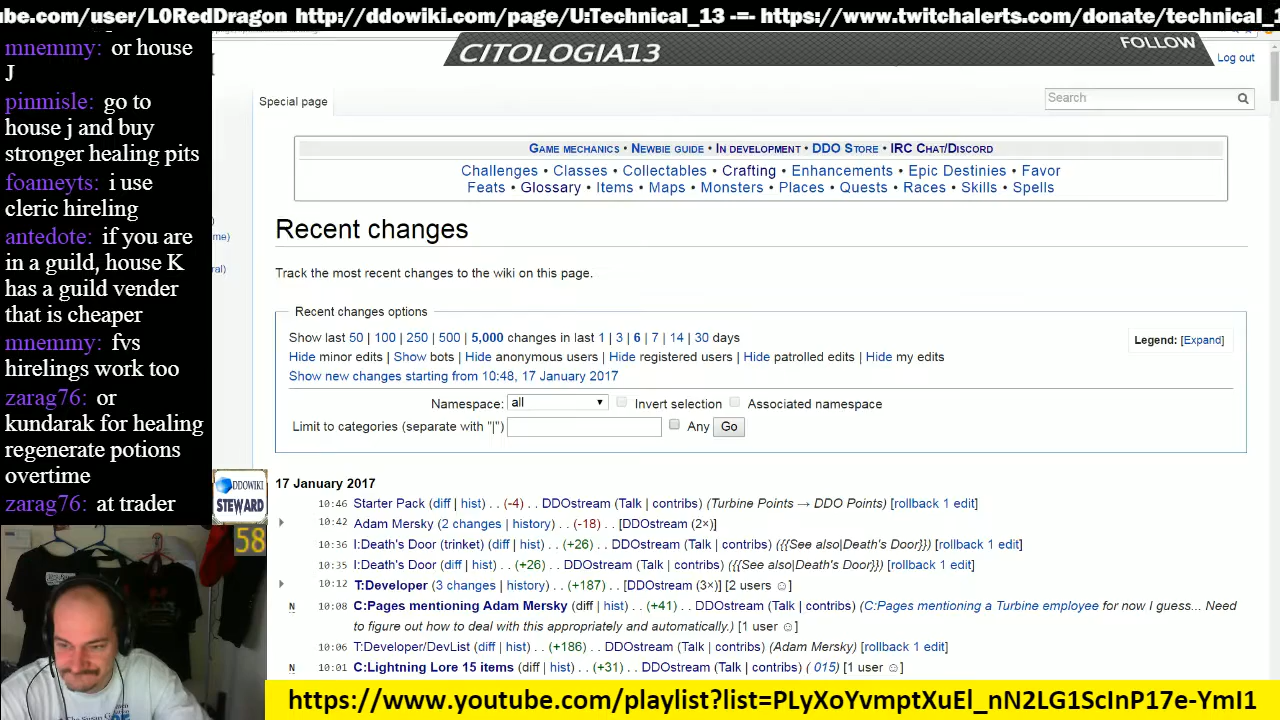 ube.com/user/L0RedDragon http://ddowiki.com/page/U:Technical_13 -=- https://www.twitchalerts.com/donate/technical_1
mnemmy: or house
J
pinmisle: go to
house j and buy
stronger healing pits
foameyts: i use
cleric hireling
antedote: if you are
in a guild, house K
has a guild vender
that is cheaper
mnemmy: fvs
hirelings work too
zarag76: or
kundarak for healing
regenerate potions
overtime
zarag76: at trader
CITOLOGIA13
FOLLOW
Log out
Special page
Search
GAME MECHANICS • NEWBIE GUIDE • IN DEVELOPMENT • DDO STORE • IRC CHAT/DISCORD
Challenges • Classes • Collectables • Crafting • Enhancements • Epic Destinies • Favor
Feats • Glossary • Items • Maps • Monsters • Places • Quests • Races • Skills • Spells
Recent changes
Track the most recent changes to the wiki on this page.
Recent changes options
Show last 50 | 100 | 250 | 500 | 5,000 changes in last 1 | 3 | 6 | 7 | 14 | 30 days
Hide minor edits | Show bots | Hide anonymous users | Hide registered users | Hide patrolled edits | Hide my edits
Show new changes starting from 10:48, 17 January 2017
Legend: [Expand]
Namespace: all Invert selection Associated namespace
Limit to categories (separate with "|") Any Go
17 January 2017
10:46 Starter Pack (diff | hist) . . (-4) . . DDOstream (Talk | contribs) (Turbine Points → DDO Points) [rollback 1 edit]
10:42 Adam Mersky (2 changes | history) . . (-18) . . [DDOstream (2×)]
10:36 I:Death's Door (trinket) (diff | hist) . . (+26) . . DDOstream (Talk | contribs) ({{See also|Death's Door}}) [rollback 1 edit]
10:35 I:Death's Door (diff | hist) . . (+26) . . DDOstream (Talk | contribs) ({{See also|Death's Door}}) [rollback 1 edit]
10:12 T:Developer (3 changes | history) . . (+187) . . [DDOstream (3×)] [2 users ☺]
N 10:08 C:Pages mentioning Adam Mersky (diff | hist) . . (+41) . . DDOstream (Talk | contribs) (C:Pages mentioning a Turbine employee for now I guess... Need
to figure out how to deal with this appropriately and automatically.) [1 user ☺]
10:06 T:Developer/DevList (diff | hist) . . (+186) . . DDOstream (Talk | contribs) (Adam Mersky) [rollback 1 edit]
N 10:01 C:Lightning Lore 15 items (diff | hist) . . (+31) . . DDOstream (Talk | contribs) ( 015) [1 user ☺]
me)
ral)
DDOWIKI
STEWARD
58
https://www.youtube.com/playlist?list=PLyXoYvmptXuEl_nN2LG1ScInP17e-YmI1